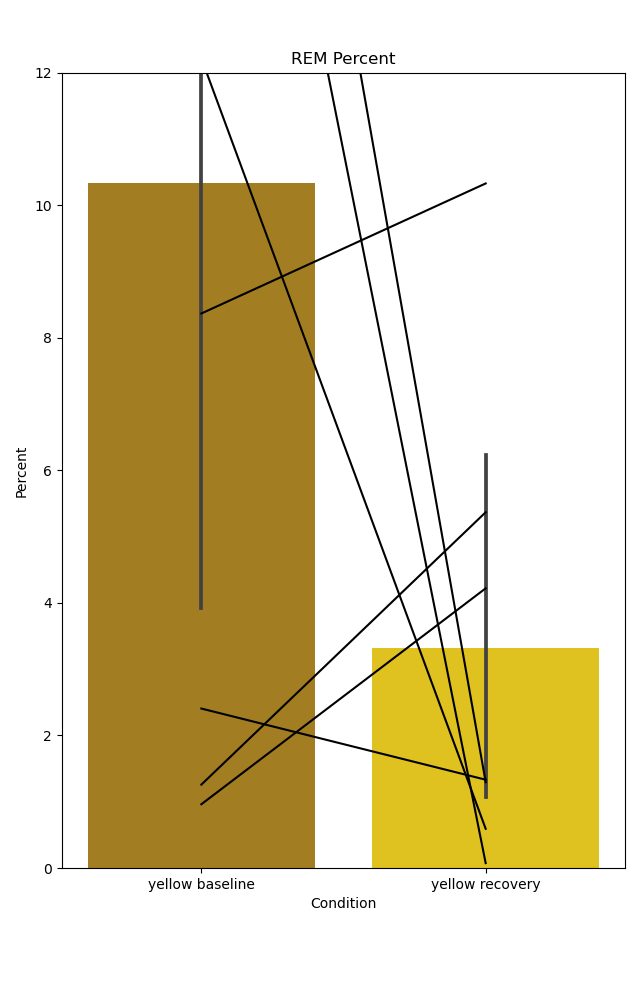 REM Percent
12
10
8
6
4
2
0
Percent
yellow baseline
yellow recovery
Condition